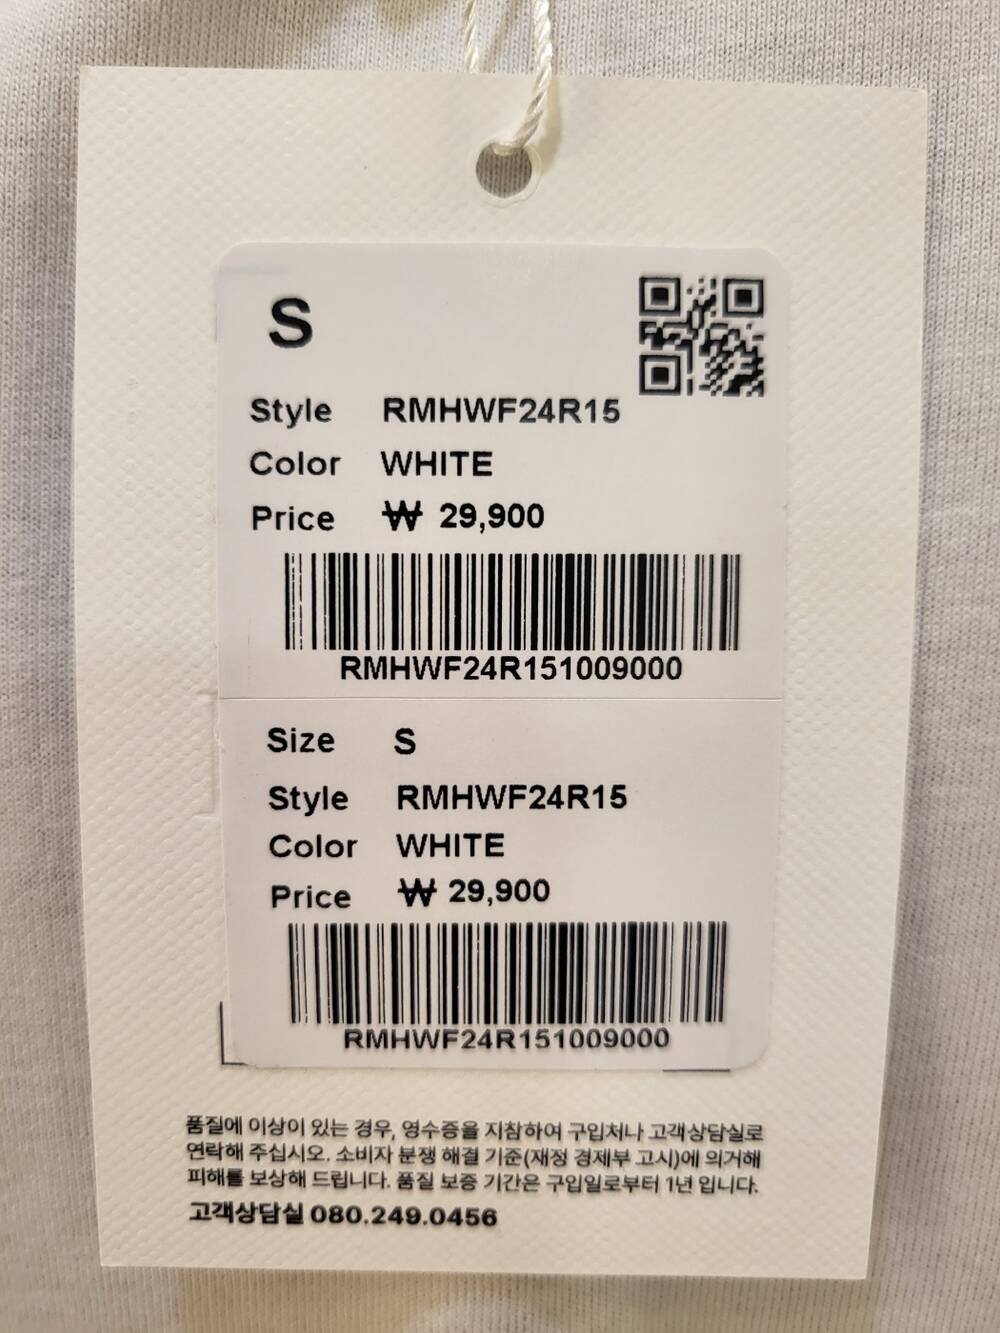 S
Style RMHWF24R15
Color WHITE
Price ₩ 29,900
RMHWF24R151009000
Size S
Style RMHWF24R15
Color WHITE
Price ₩ 29,900
RMHWF24R151009000
품질에 이상이 있는 경우, 영수증을 지참하여 구입처나 고객상담실로
연락해 주십시오. 소비자 분쟁 해결 기준(재정 경제부 고시)에 의거해
피해를 보상해 드립니다. 품질 보증 기간은 구입일로부터 1년 입니다.
고객상담실 080.249.0456